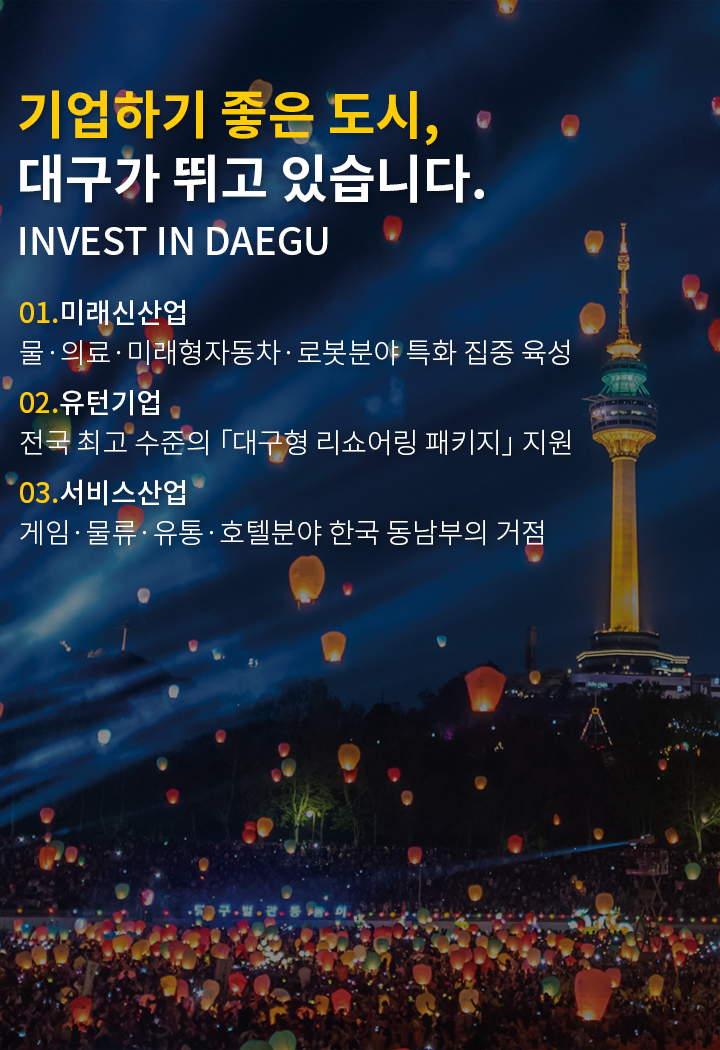 기업하기 좋은 도시,
대구가 뛰고 있습니다.
INVEST IN DAEGU
01.미래신산업
물·의료·미래형자동차·로봇분야 특화 집중 육성
02.유턴기업
전국 최고 수준의 「대구형 리쇼어링 패키지」 지원
03.서비스산업
게임·물류·유통·호텔분야 한국 동남부의 거점